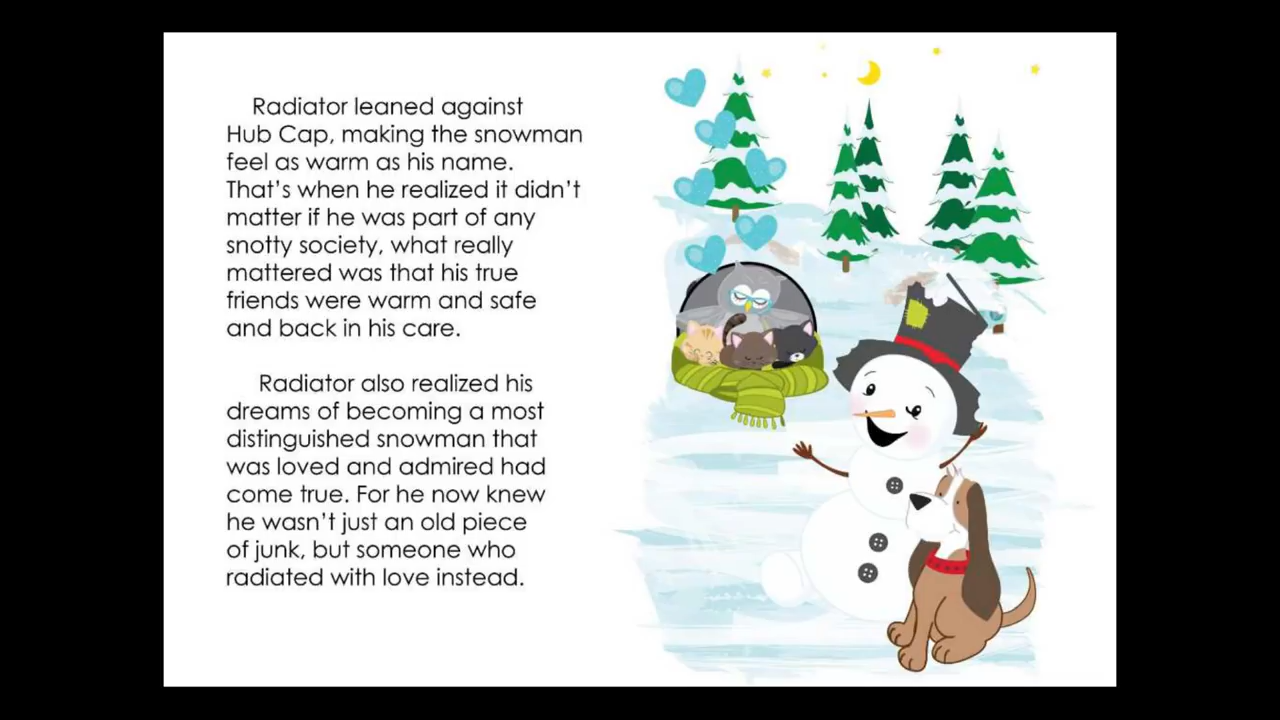 Radiator leaned against
Hub Cap, making the snowman
feel as warm as his name.
That's when he realized it didn't
matter if he was part of any
snotty society, what really
mattered was that his true
friends were warm and safe
and back in his care.
Radiator also realized his
dreams of becoming a most
distinguished snowman that
was loved and admired had
come true. For he now knew
he wasn't just an old piece
of junk, but someone who
radiated with love instead.